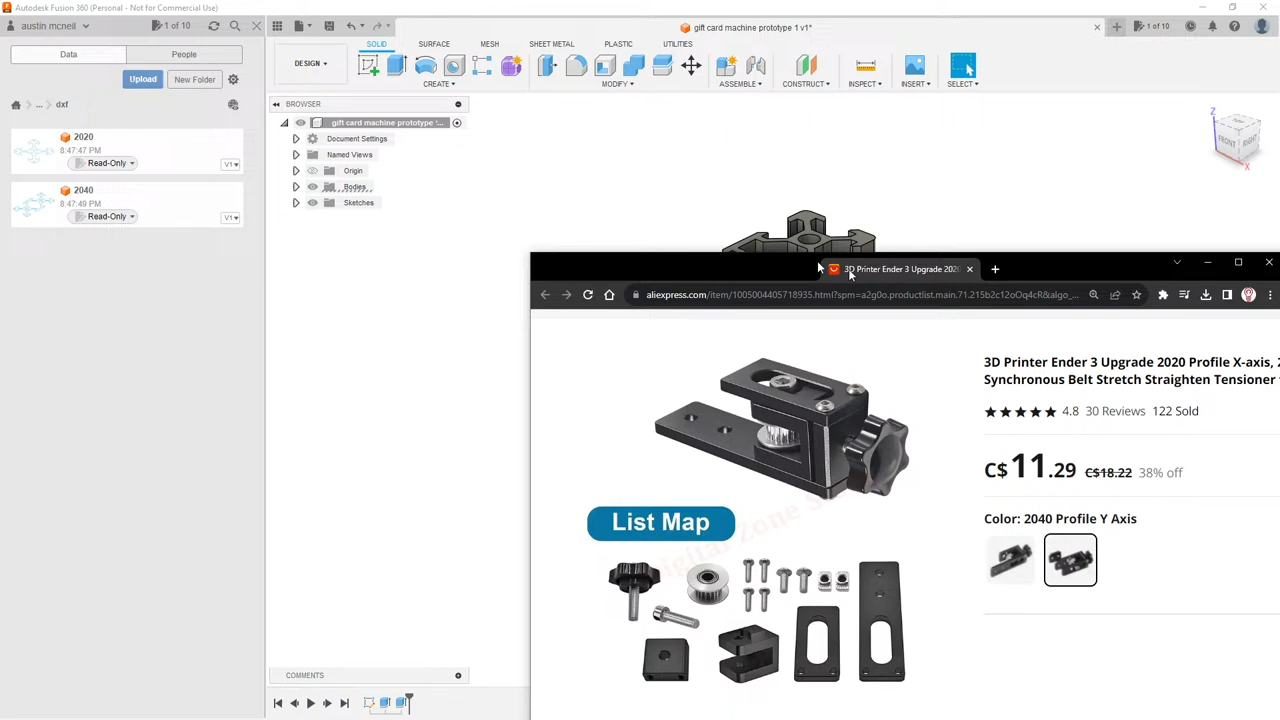 Autodesk Fusion 360 (Personal - Not for Commercial Use)
austin mcneil
1 of 10
gift card machine prototype 1 v1*
1 of 10
Data
People
Upload
New Folder
... dxf
2020
8:47:47 PM
Read-Only
V1
2040
8:47:49 PM
Read-Only
V1
DESIGN
SOLID
SURFACE
MESH
SHEET METAL
PLASTIC
UTILITIES
CREATE
MODIFY
ASSEMBLE
CONSTRUCT
INSPECT
INSERT
SELECT
BROWSER
gift card machine prototype '...
Document Settings
Named Views
Origin
Bodies
Sketches
Z
FRONT
RIGHT
X
COMMENTS
3D Printer Ender 3 Upgrade 2020
aliexpress.com/item/1005004405718935.html?spm=a2g0o.productlist.main.71.215b2c12oOq4cR&algo_...
List Map
3D Printer Ender 3 Upgrade 2020 Profile X-axis, 2
Synchronous Belt Stretch Straighten Tensioner
4.8 30 Reviews 122 Sold
C$11.29 C$18.22 38% off
Color: 2040 Profile Y Axis